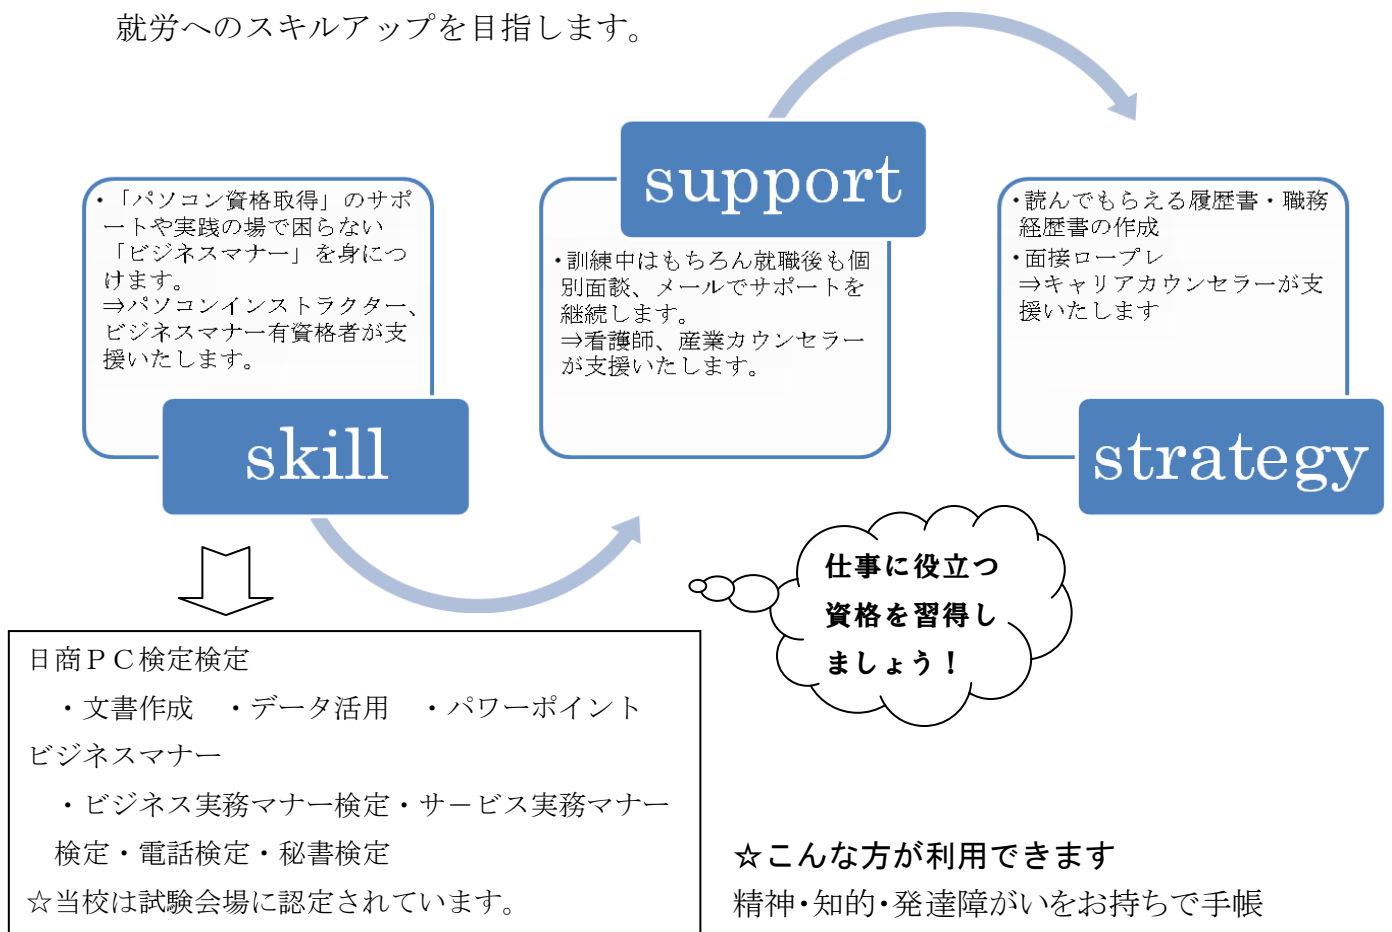 就労へのスキルアップを目指します。
・「パソコン資格取得」のサポ
ートや実践の場で困らない
「ビジネスマナー」を身につ
けます。
⇒パソコンインストラクター、
ビジネスマナー有資格者が支
援いたします。
skill
support
・訓練中はもちろん就職後も個
別面談、メールでサポートを
継続します。
⇒看護師、産業カウンセラー
が支援いたします。
・読んでもらえる履歴書・職務
経歴書の作成
・面接ロープレ
⇒キャリアカウンセラーが支
援いたします
strategy
仕事に役立つ
資格を習得し
ましょう！
日商ＰＣ検定検定
・文書作成　・データ活用　・パワーポイント
ビジネスマナー
・ビジネス実務マナー検定・サービス実務マナー
検定・電話検定・秘書検定
☆当校は試験会場に認定されています。
☆こんな方が利用できます
精神・知的・発達障がいをお持ちで手帳